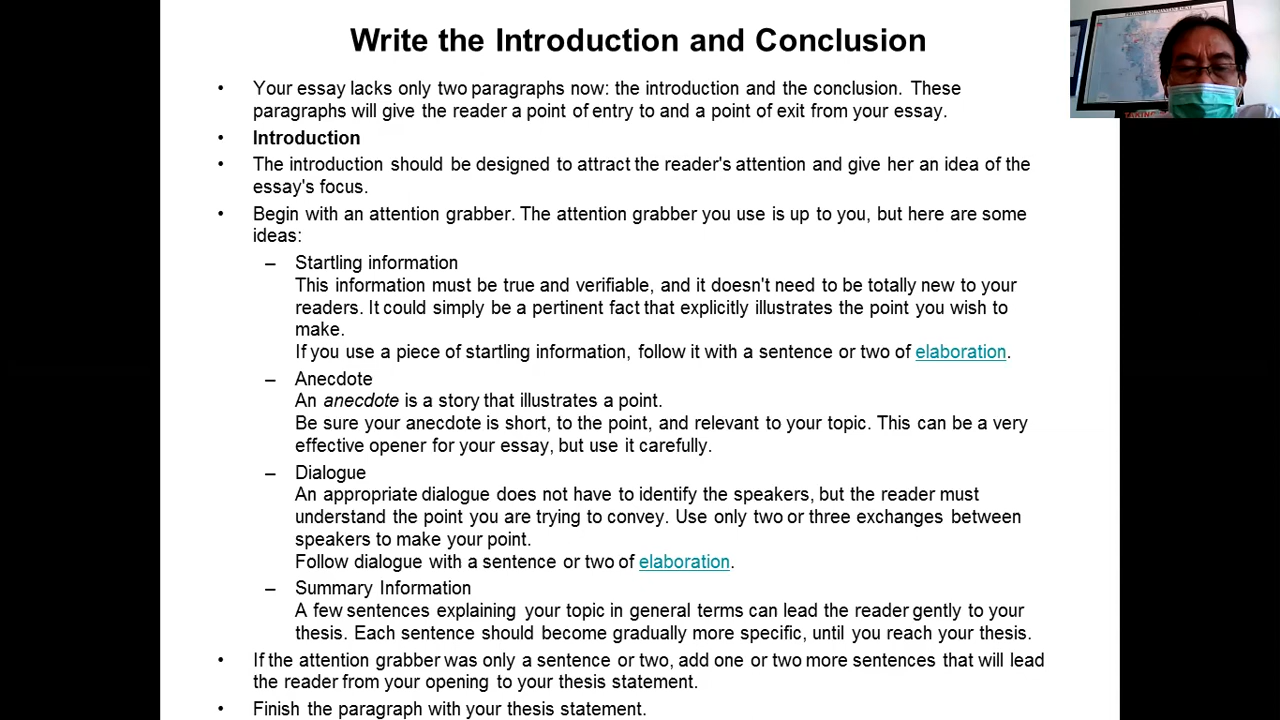 Write the Introduction and Conclusion
• Your essay lacks only two paragraphs now: the introduction and the conclusion. These
paragraphs will give the reader a point of entry to and a point of exit from your essay.
• Introduction
• The introduction should be designed to attract the reader's attention and give her an idea of the
essay's focus.
• Begin with an attention grabber. The attention grabber you use is up to you, but here are some
ideas:
– Startling information
This information must be true and verifiable, and it doesn't need to be totally new to your
readers. It could simply be a pertinent fact that explicitly illustrates the point you wish to
make.
If you use a piece of startling information, follow it with a sentence or two of elaboration.
– Anecdote
An anecdote is a story that illustrates a point.
Be sure your anecdote is short, to the point, and relevant to your topic. This can be a very
effective opener for your essay, but use it carefully.
– Dialogue
An appropriate dialogue does not have to identify the speakers, but the reader must
understand the point you are trying to convey. Use only two or three exchanges between
speakers to make your point.
Follow dialogue with a sentence or two of elaboration.
– Summary Information
A few sentences explaining your topic in general terms can lead the reader gently to your
thesis. Each sentence should become gradually more specific, until you reach your thesis.
• If the attention grabber was only a sentence or two, add one or two more sentences that will lead
the reader from your opening to your thesis statement.
• Finish the paragraph with your thesis statement.